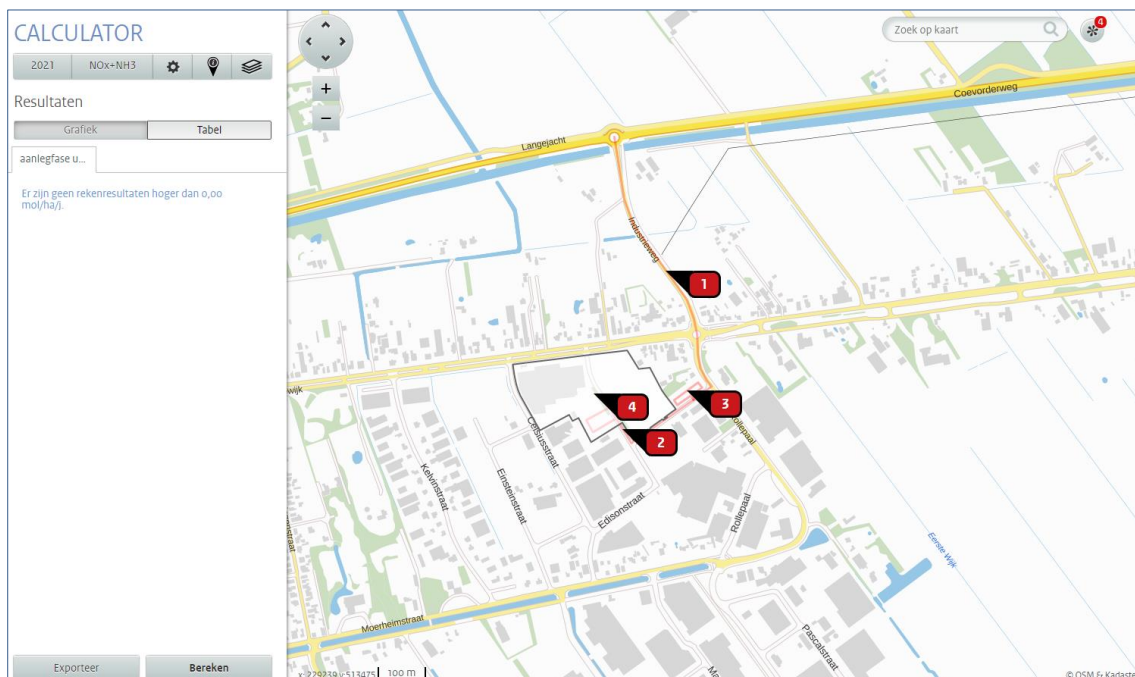 CALCULATOR
2021
NOx+NH3
Resultaten
Grafiek
Tabel
aanlegfase u...
Er zijn geen rekenresultaten hoger dan 0,00
mol/ha/j.
Exporteer
Bereken
Zoek op kaart
4
Coevorderweg
Langejacht
Industrieweg
1
wijk
4
3
2
Rollepaal
Celsiusstraat
Kelvinstraat
Einsteinstraat
Edisonstraat
Rollepaal
Eerste Wijk
Moerheimstraat
Pascalstraat
x: 229239 y: 513475
100 m
© OSM & Kadaste